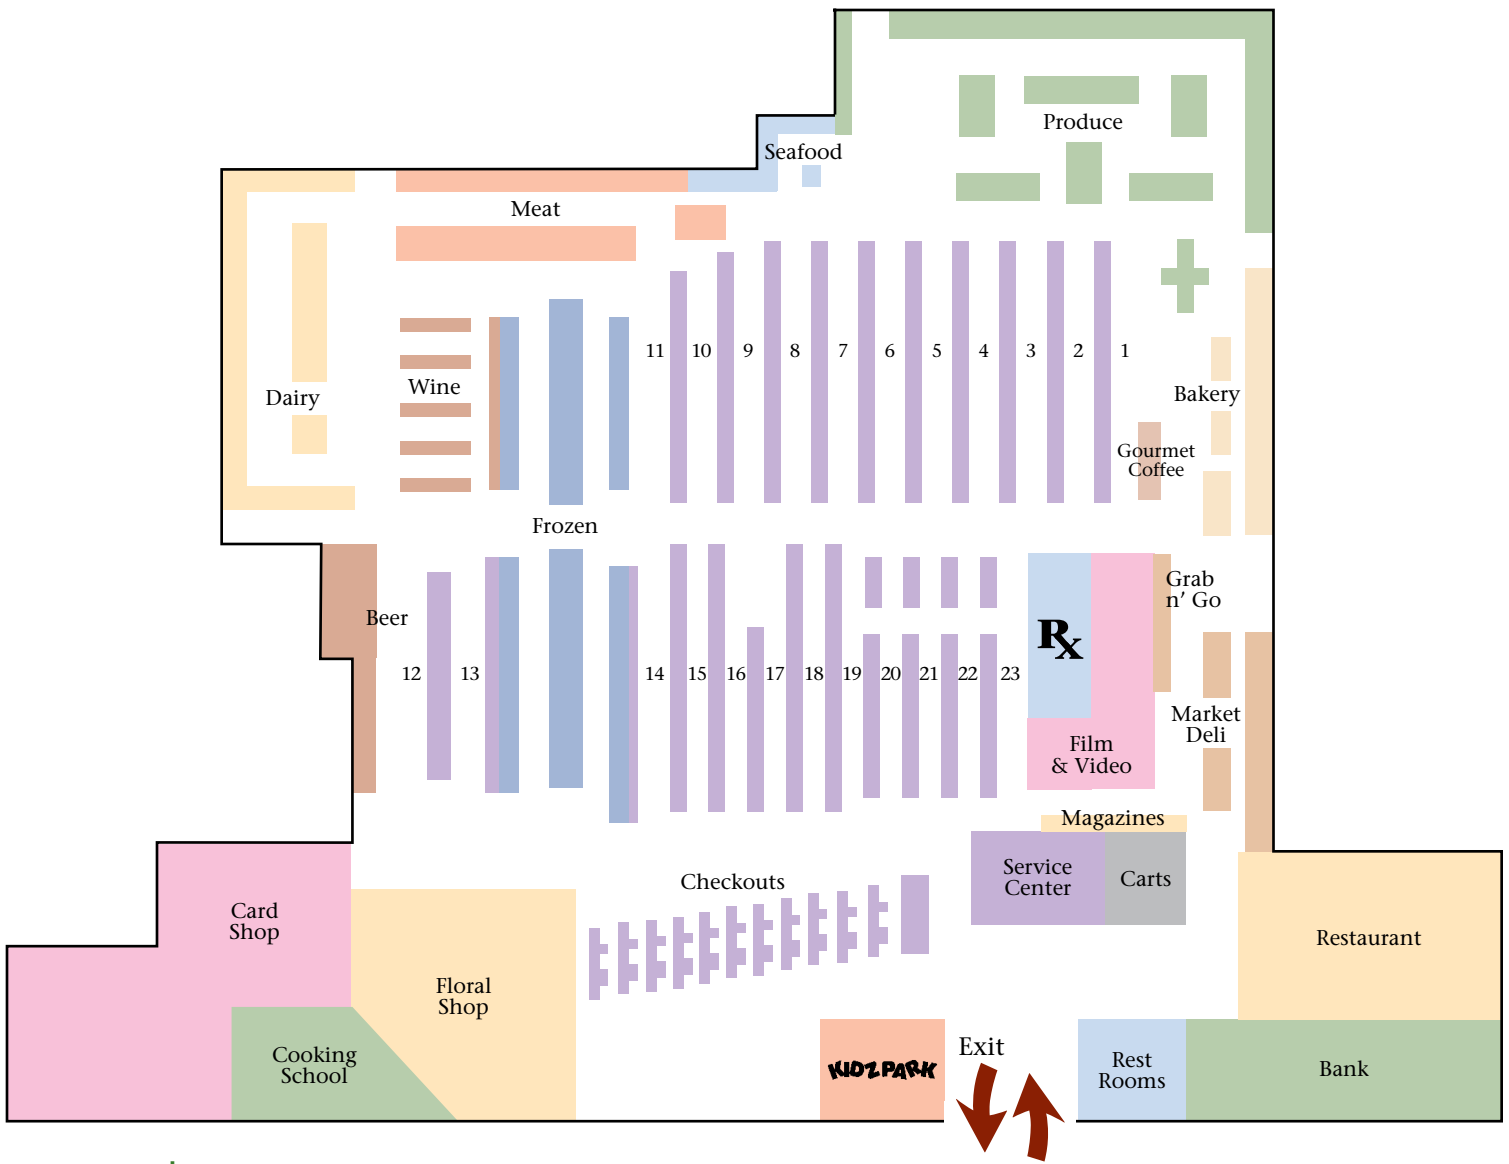 Produce
Seafood
Meat
11 10 9 8 7 6 5 4 3 2 1
Wine
Dairy
Bakery
Gourmet
Coffee
Frozen
Grab
n' Go
Beer
Rx
12 13 14 15 16 17 18 19 20 21 22 23
Market
Deli
Film
& Video
Magazines
Service
Center
Carts
Checkouts
Card
Shop
Restaurant
Floral
Shop
Exit
Cooking
School
KIDZ PARK
Rest
Rooms
Bank